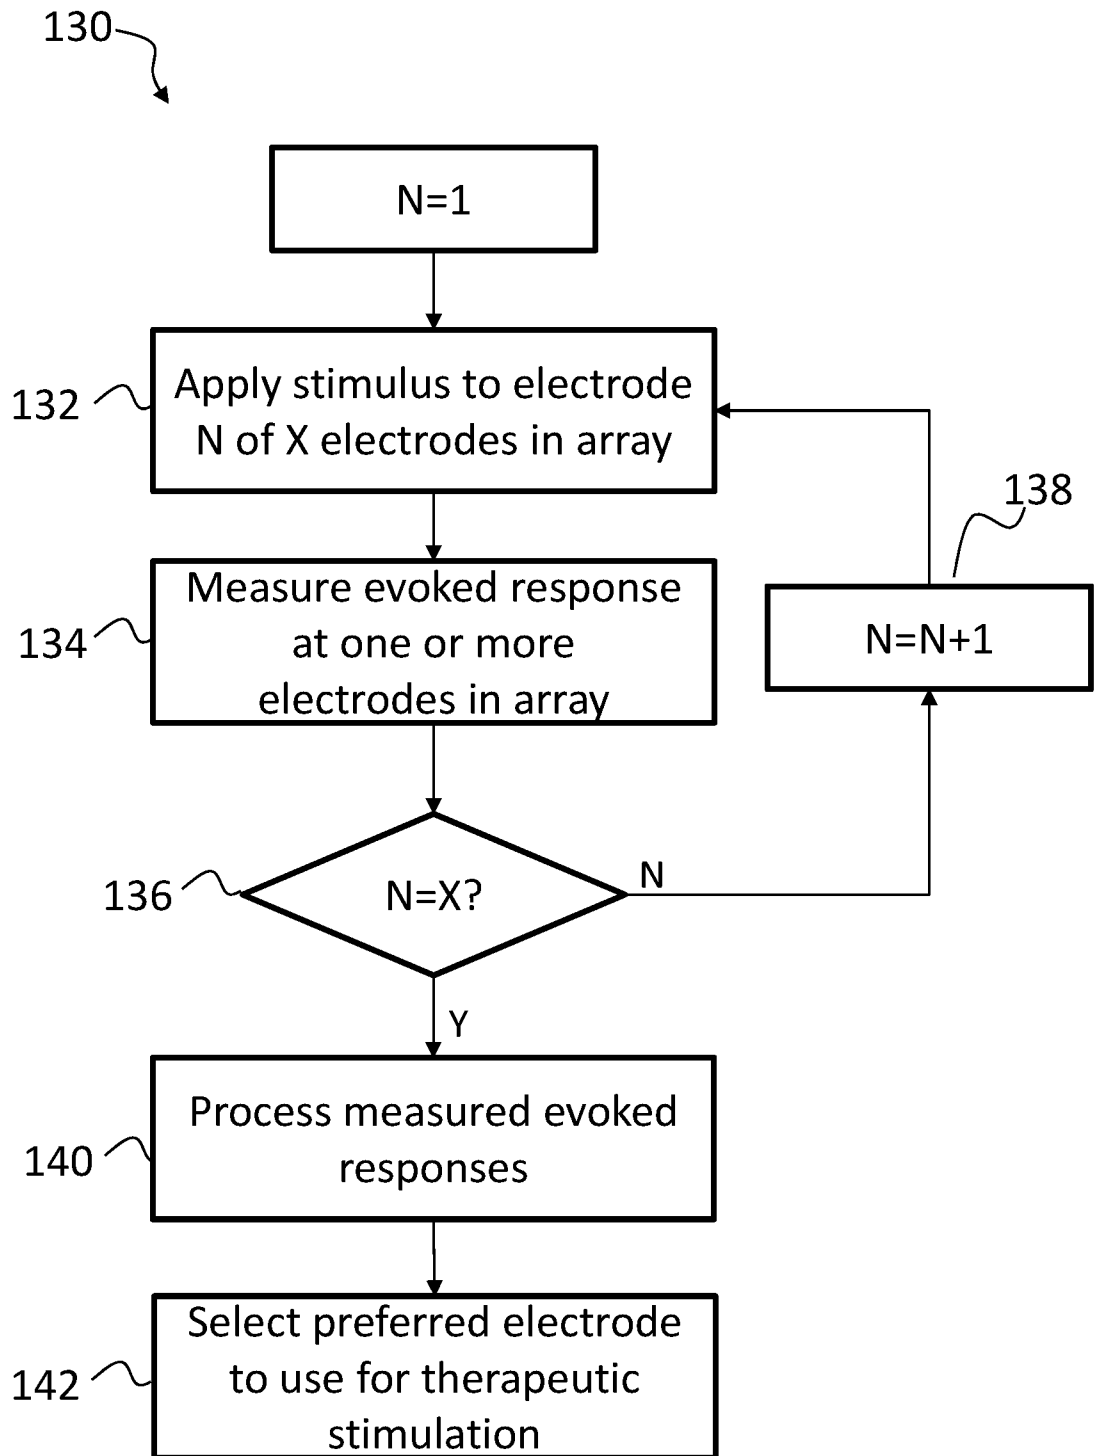 130
N=1
132
Apply stimulus to electrode
N of X electrodes in array
138
134
Measure evoked response
at one or more
electrodes in array
N=N+1
136
N=X?
N
Y
140
Process measured evoked
responses
142
Select preferred electrode
to use for therapeutic
stimulation